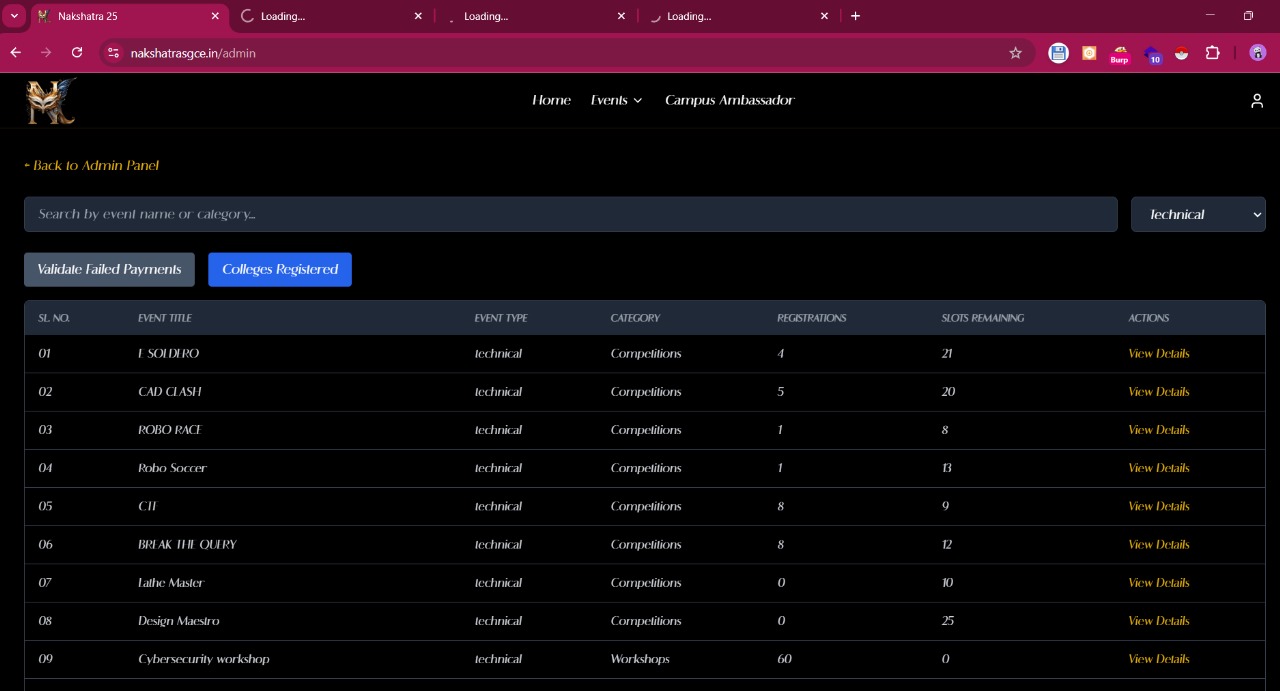 Nakshatra 25
Loading...
Loading...
Loading...
nakshatrasgce.in/admin
Burp
10
Home Events Campus Ambassador
← Back to Admin Panel
Search by event name or category...
Technical
Validate Failed Payments Colleges Registered
SL. NO. EVENT TITLE EVENT TYPE CATEGORY REGISTRATIONS SLOTS REMAINING ACTIONS
01 E SOLDERO technical Competitions 4 21 View Details
02 CAD CLASH technical Competitions 5 20 View Details
03 ROBO RACE technical Competitions 1 8 View Details
04 Robo Soccer technical Competitions 1 13 View Details
05 CTF technical Competitions 8 9 View Details
06 BREAK THE QUERY technical Competitions 8 12 View Details
07 Lathe Master technical Competitions 0 10 View Details
08 Design Maestro technical Competitions 0 25 View Details
09 Cybersecurity workshop technical Workshops 60 0 View Details